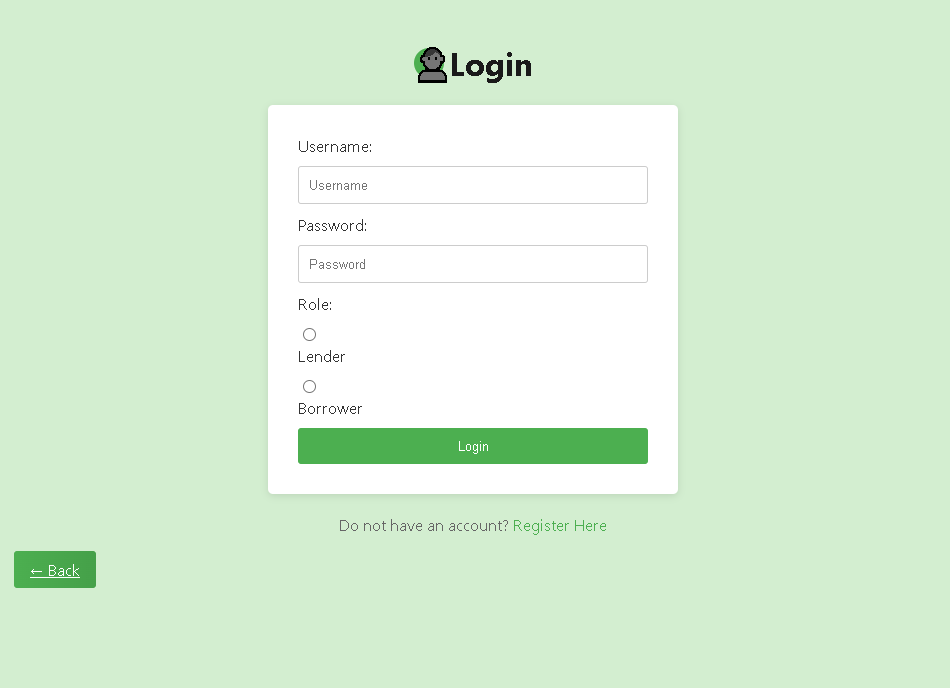 Login
Username:
Username
Password:
Password
Role:
Lender
Borrower
Login
Do not have an account? Register Here
← Back